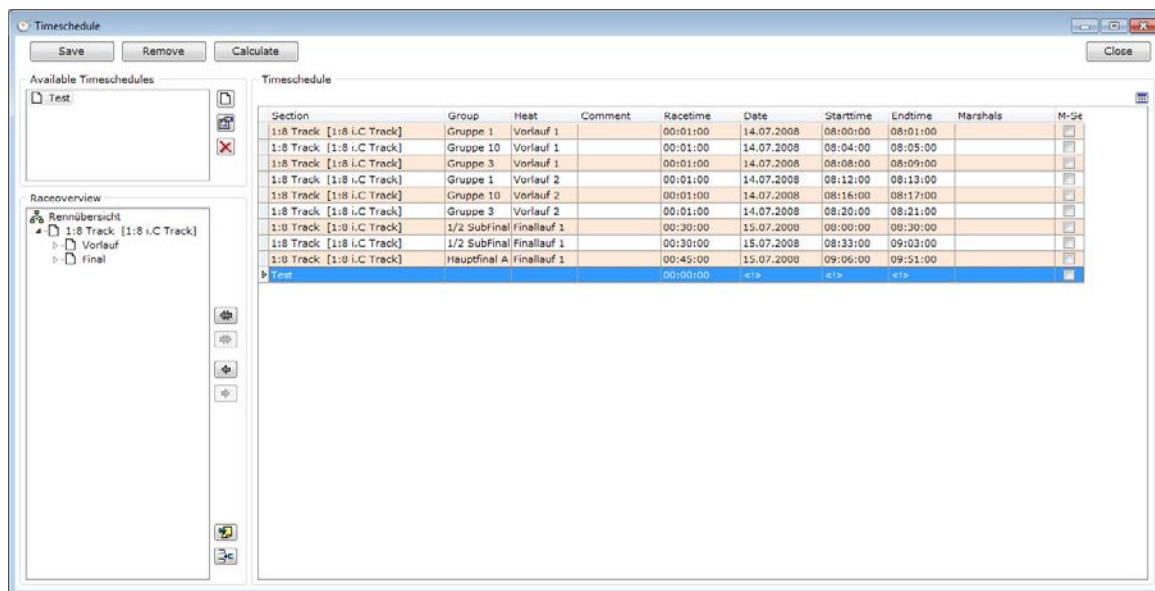 Timeschedule
Save Remove Calculate Close
Available Timeschedules
Test
Raceoverview
Rennübersicht
1:8 Track [1:8 i.C Track]
Vorlauf
Final
Timeschedule
Section Group Heat Comment Racetime Date Starttime Endtime Marshals M-Se
1:8 Track [1:8 i.C Track] Gruppe 1 Vorlauf 1 00:01:00 14.07.2008 08:00:00 08:01:00
1:8 Track [1:8 i.C Track] Gruppe 10 Vorlauf 1 00:01:00 14.07.2008 08:04:00 08:05:00
1:8 Track [1:8 i.C Track] Gruppe 3 Vorlauf 1 00:01:00 14.07.2008 08:08:00 08:09:00
1:8 Track [1:8 i.C Track] Gruppe 1 Vorlauf 2 00:01:00 14.07.2008 08:12:00 08:13:00
1:8 Track [1:8 i.C Track] Gruppe 10 Vorlauf 2 00:01:00 14.07.2008 08:16:00 08:17:00
1:8 Track [1:8 i.C Track] Gruppe 3 Vorlauf 2 00:01:00 14.07.2008 08:20:00 08:21:00
1:8 Track [1:8 i.C Track] 1/2 SubFinal Finallauf 1 00:30:00 15.07.2008 08:00:00 08:30:00
1:8 Track [1:8 i.C Track] 1/2 SubFinal Finallauf 1 00:30:00 15.07.2008 08:33:00 09:03:00
1:8 Track [1:8 i.C Track] Hauptfinal A Finallauf 1 00:45:00 15.07.2008 09:06:00 09:51:00
Test 00:00:00 <!> <!> <!>